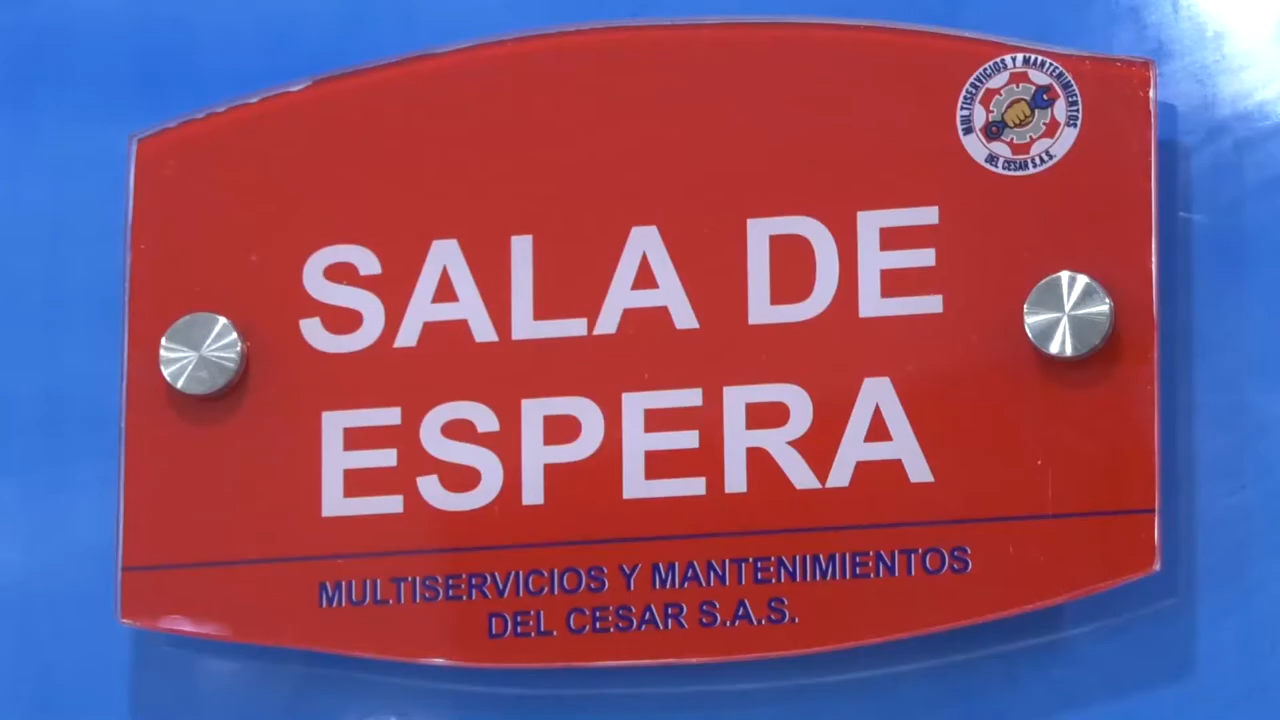 MULTISERVICIOS Y MANTENIMIENTOS
DEL CESAR S.A.S.
SALA DE
ESPERA
MULTISERVICIOS Y MANTENIMIENTOS
DEL CESAR S.A.S.